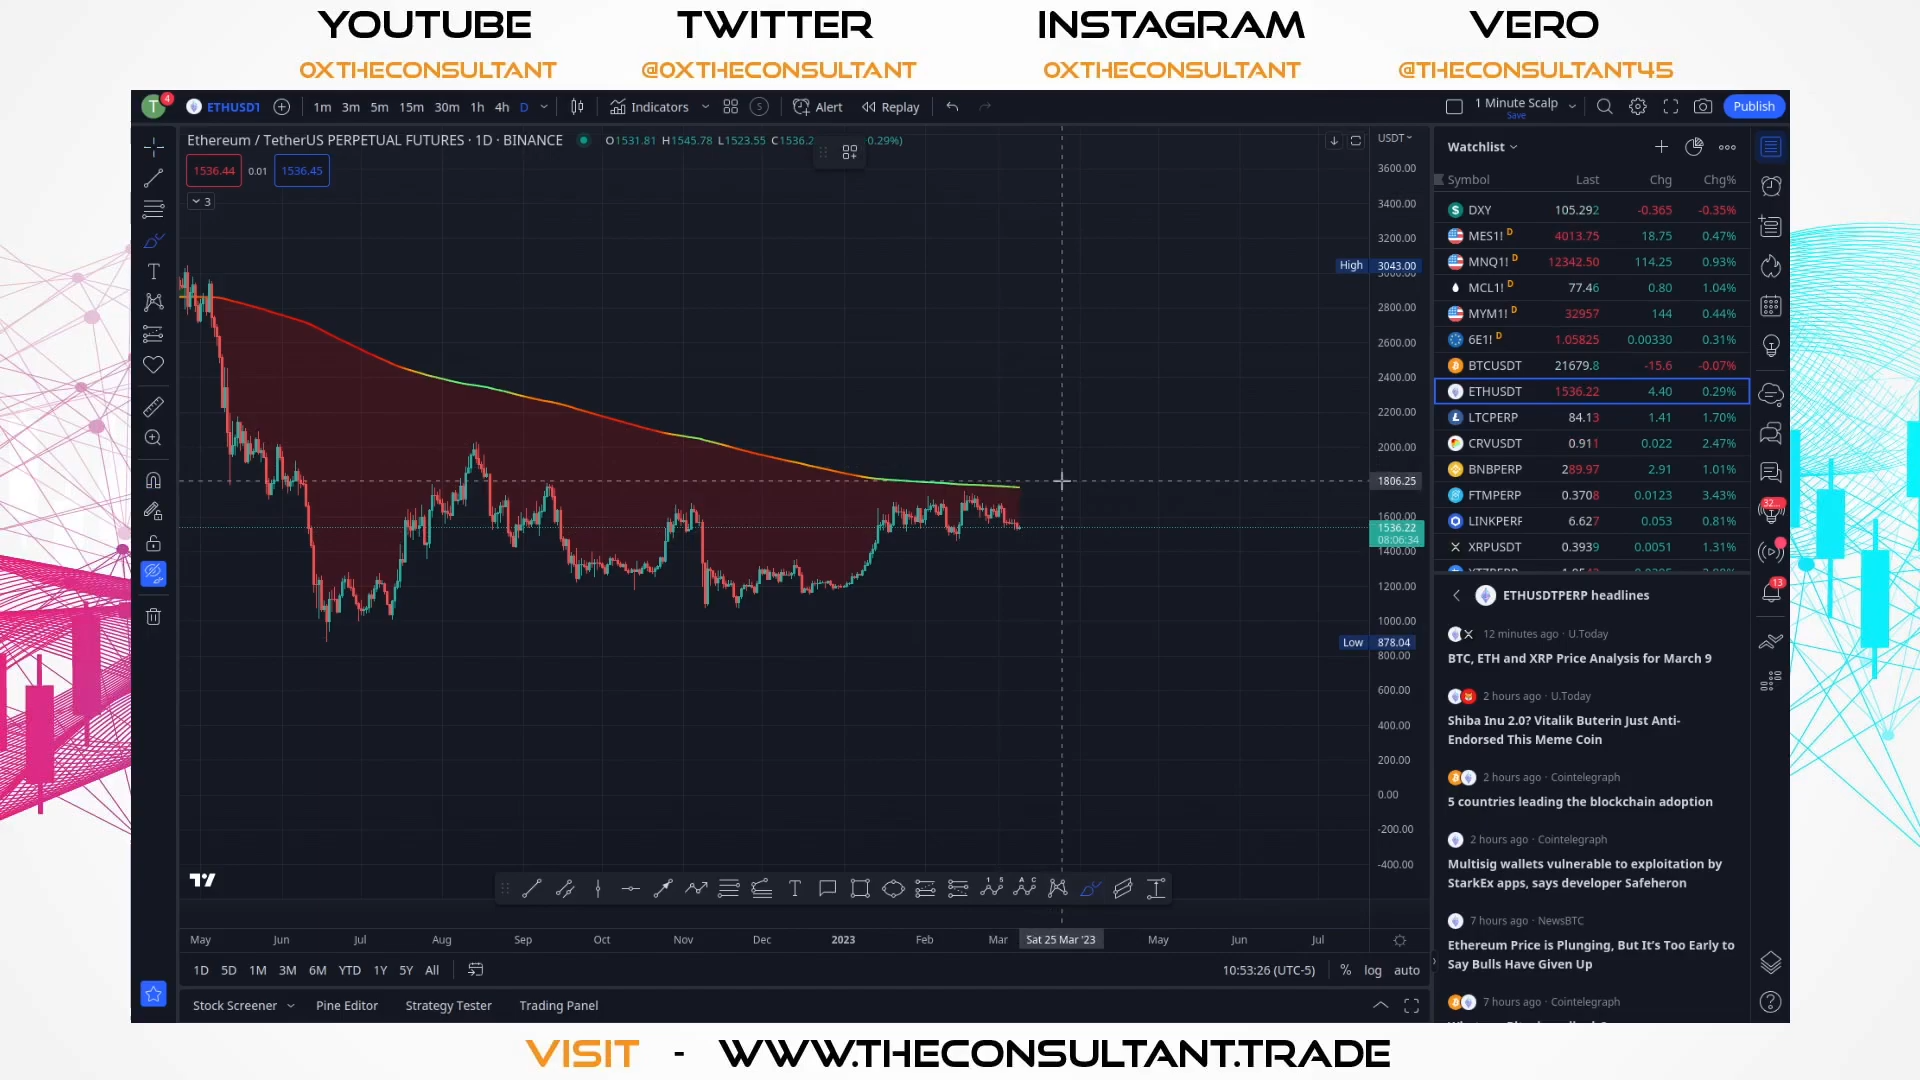 YOUTUBE TWITTER INSTAGRAM VERO
0XTHECONSULTANT @0XTHECONSULTANT 0XTHECONSULTANT @THECONSULTANT45
T 4 ETHUSD1 1m 3m 5m 15m 30m 1h 4h D Indicators S Alert Replay 1 Minute Scalp Save Publish
Ethereum / TetherUS PERPETUAL FUTURES · 1D · BINANCE O1531.81 H1545.78 L1523.55 C1536.2 0.29%) USDT
1536.44 0.01 1536.45
3
3600.00
3400.00
3200.00
High 3043.00
2800.00
2600.00
2400.00
2200.00
2000.00
1806.25
1600.00
1536.22
08:06:34
1400.00
1200.00
1000.00
Low 878.04
800.00
600.00
400.00
200.00
0.00
-200.00
-400.00
May Jun Jul Aug Sep Oct Nov Dec 2023 Feb Mar Sat 25 Mar '23 May Jun Jul
1D 5D 1M 3M 6M YTD 1Y 5Y All 10:53:26 (UTC-5) % log auto
Stock Screener Pine Editor Strategy Tester Trading Panel
Watchlist
Symbol Last Chg Chg%
DXY 105.292 -0.365 -0.35%
MES1! D 4013.75 18.75 0.47%
MNQ1! D 12342.50 114.25 0.93%
MCL1! D 77.46 0.80 1.04%
MYM1! D 32957 144 0.44%
6E1! D 1.05825 0.00330 0.31%
BTCUSDT 21679.8 -15.6 -0.07%
ETHUSDT 1536.22 4.40 0.29%
LTCPERP 84.13 1.41 1.70%
CRVUSDT 0.911 0.022 2.47%
BNBPERP 289.97 2.91 1.01%
FTMPERP 0.3708 0.0123 3.43%
LINKPERF 6.627 0.053 0.81%
XRPUSDT 0.3939 0.0051 1.31%
ETHUSDTPERP headlines
12 minutes ago · U.Today
BTC, ETH and XRP Price Analysis for March 9
2 hours ago · U.Today
Shiba Inu 2.0? Vitalik Buterin Just Anti-
Endorsed This Meme Coin
2 hours ago · Cointelegraph
5 countries leading the blockchain adoption
2 hours ago · Cointelegraph
Multisig wallets vulnerable to exploitation by
StarkEx apps, says developer Safeheron
7 hours ago · NewsBTC
Ethereum Price is Plunging, But It's Too Early to
Say Bulls Have Given Up
7 hours ago · Cointelegraph
32
13
VISIT - WWW.THECONSULTANT.TRADE